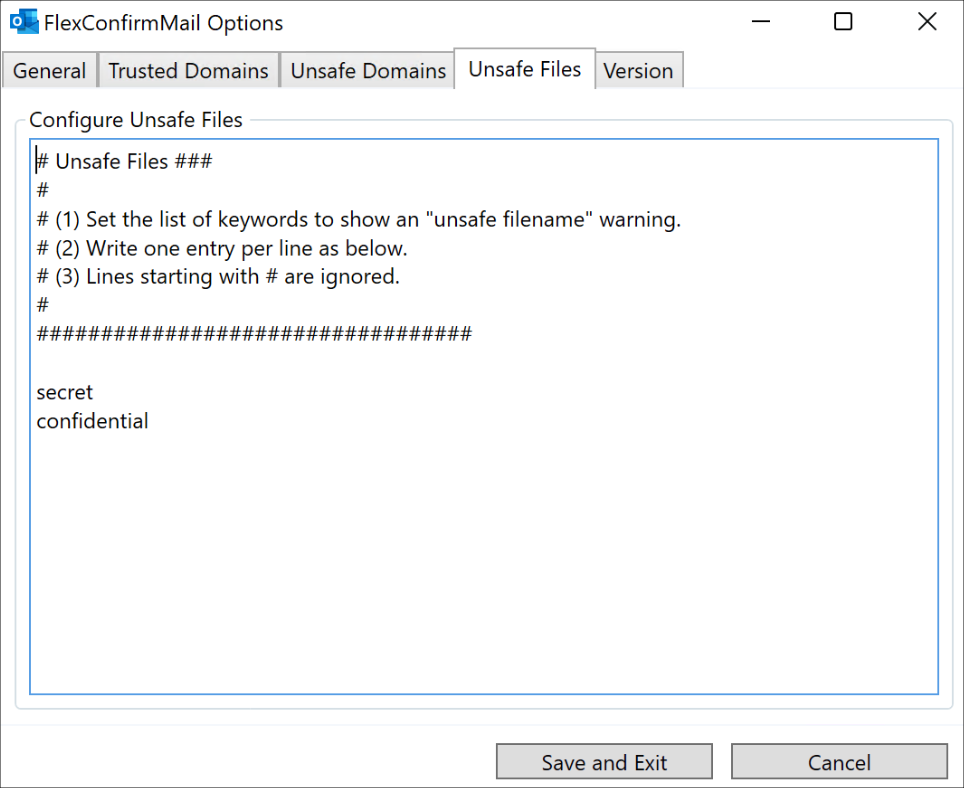 FlexConfirmMail Options
General
Trusted Domains
Unsafe Domains
Unsafe Files
Version
Configure Unsafe Files
# Unsafe Files ###
#
# (1) Set the list of keywords to show an "unsafe filename" warning.
# (2) Write one entry per line as below.
# (3) Lines starting with # are ignored.
#
##################################
secret
confidential
Save and Exit
Cancel